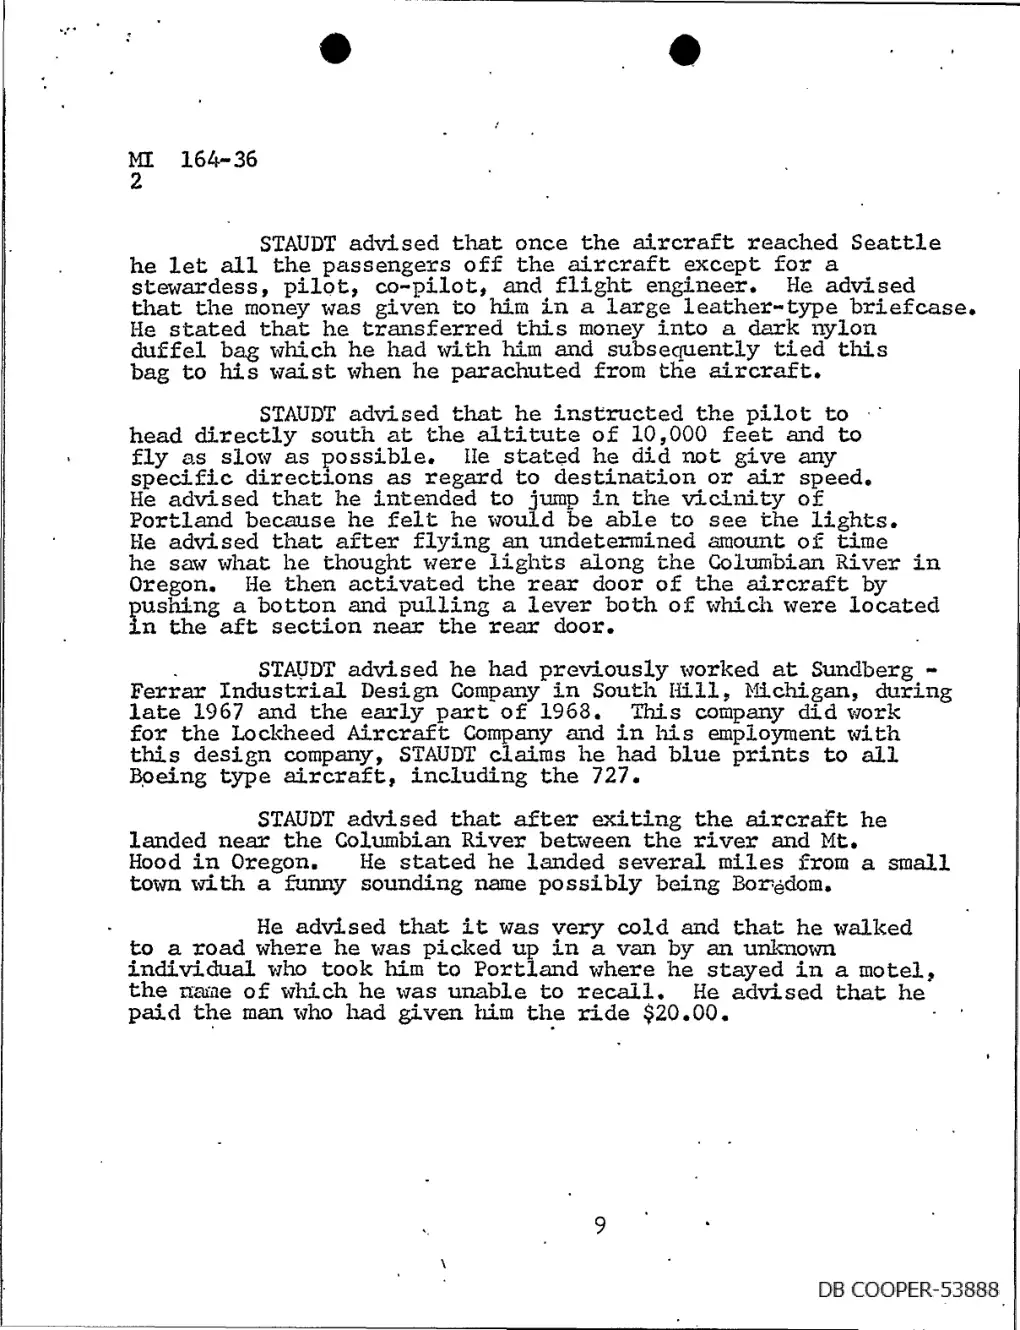 MI 164-36
2
STAUDT advised that once the aircraft reached Seattle
he let all the passengers off the aircraft except for a
stewardess, pilot, co-pilot, and flight engineer. He advised
that the money was given to him in a large leather-type briefcase.
He stated that he transferred this money into a dark nylon
duffel bag which he had with him and subsequently tied this
bag to his waist when he parachuted from the aircraft.
STAUDT advised that he instructed the pilot to
head directly south at the altitute of 10,000 feet and to
fly as slow as possible. He stated he did not give any
specific directions as regard to destination or air speed.
He advised that he intended to jump in the vicinity of
Portland because he felt he would be able to see the lights.
He advised that after flying an undetermined amount of time
he saw what he thought were lights along the Columbian River in
Oregon. He then activated the rear door of the aircraft by
pushing a botton and pulling a lever both of which were located
in the aft section near the rear door.
STAUDT advised he had previously worked at Sundberg -
Ferrar Industrial Design Company in South Hill, Michigan, during
late 1967 and the early part of 1968. This company did work
for the Lockheed Aircraft Company and in his employment with
this design company, STAUDT claims he had blue prints to all
Boeing type aircraft, including the 727.
STAUDT advised that after exiting the aircraft he
landed near the Columbian River between the river and Mt.
Hood in Oregon. He stated he landed several miles from a small
town with a funny sounding name possibly being Boredom.
He advised that it was very cold and that he walked
to a road where he was picked up in a van by an unknown
individual who took him to Portland where he stayed in a motel,
the name of which he was unable to recall. He advised that he
paid the man who had given him the ride $20.00.
9
DB COOPER-53888